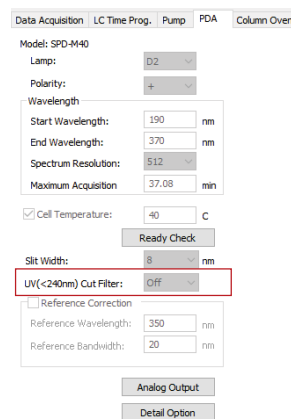 Data Acquisition LC Time Prog. Pump PDA Column Oven
Model: SPD-M40
Lamp: D2
Polarity: +
Wavelength
Start Wavelength: 190 nm
End Wavelength: 370 nm
Spectrum Resolution: 512
Maximum Acquisition 37.08 min
Cell Temperature: 40 C
Ready Check
Slit Width: 8 nm
UV(<240nm) Cut Filter: Off
Reference Correction
Reference Wavelength: 350 nm
Reference Bandwidth: 20 nm
Analog Output
Detail Option